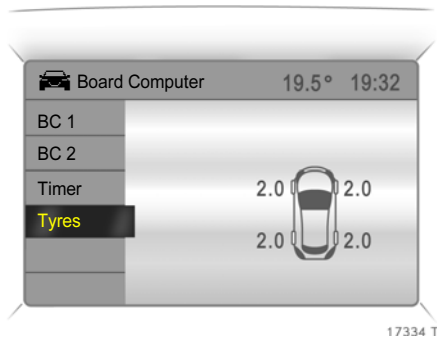 Board Computer 19.5° 19:32
BC 1
BC 2
Timer
Tyres
2.0 2.0
2.0 2.0
17334 T